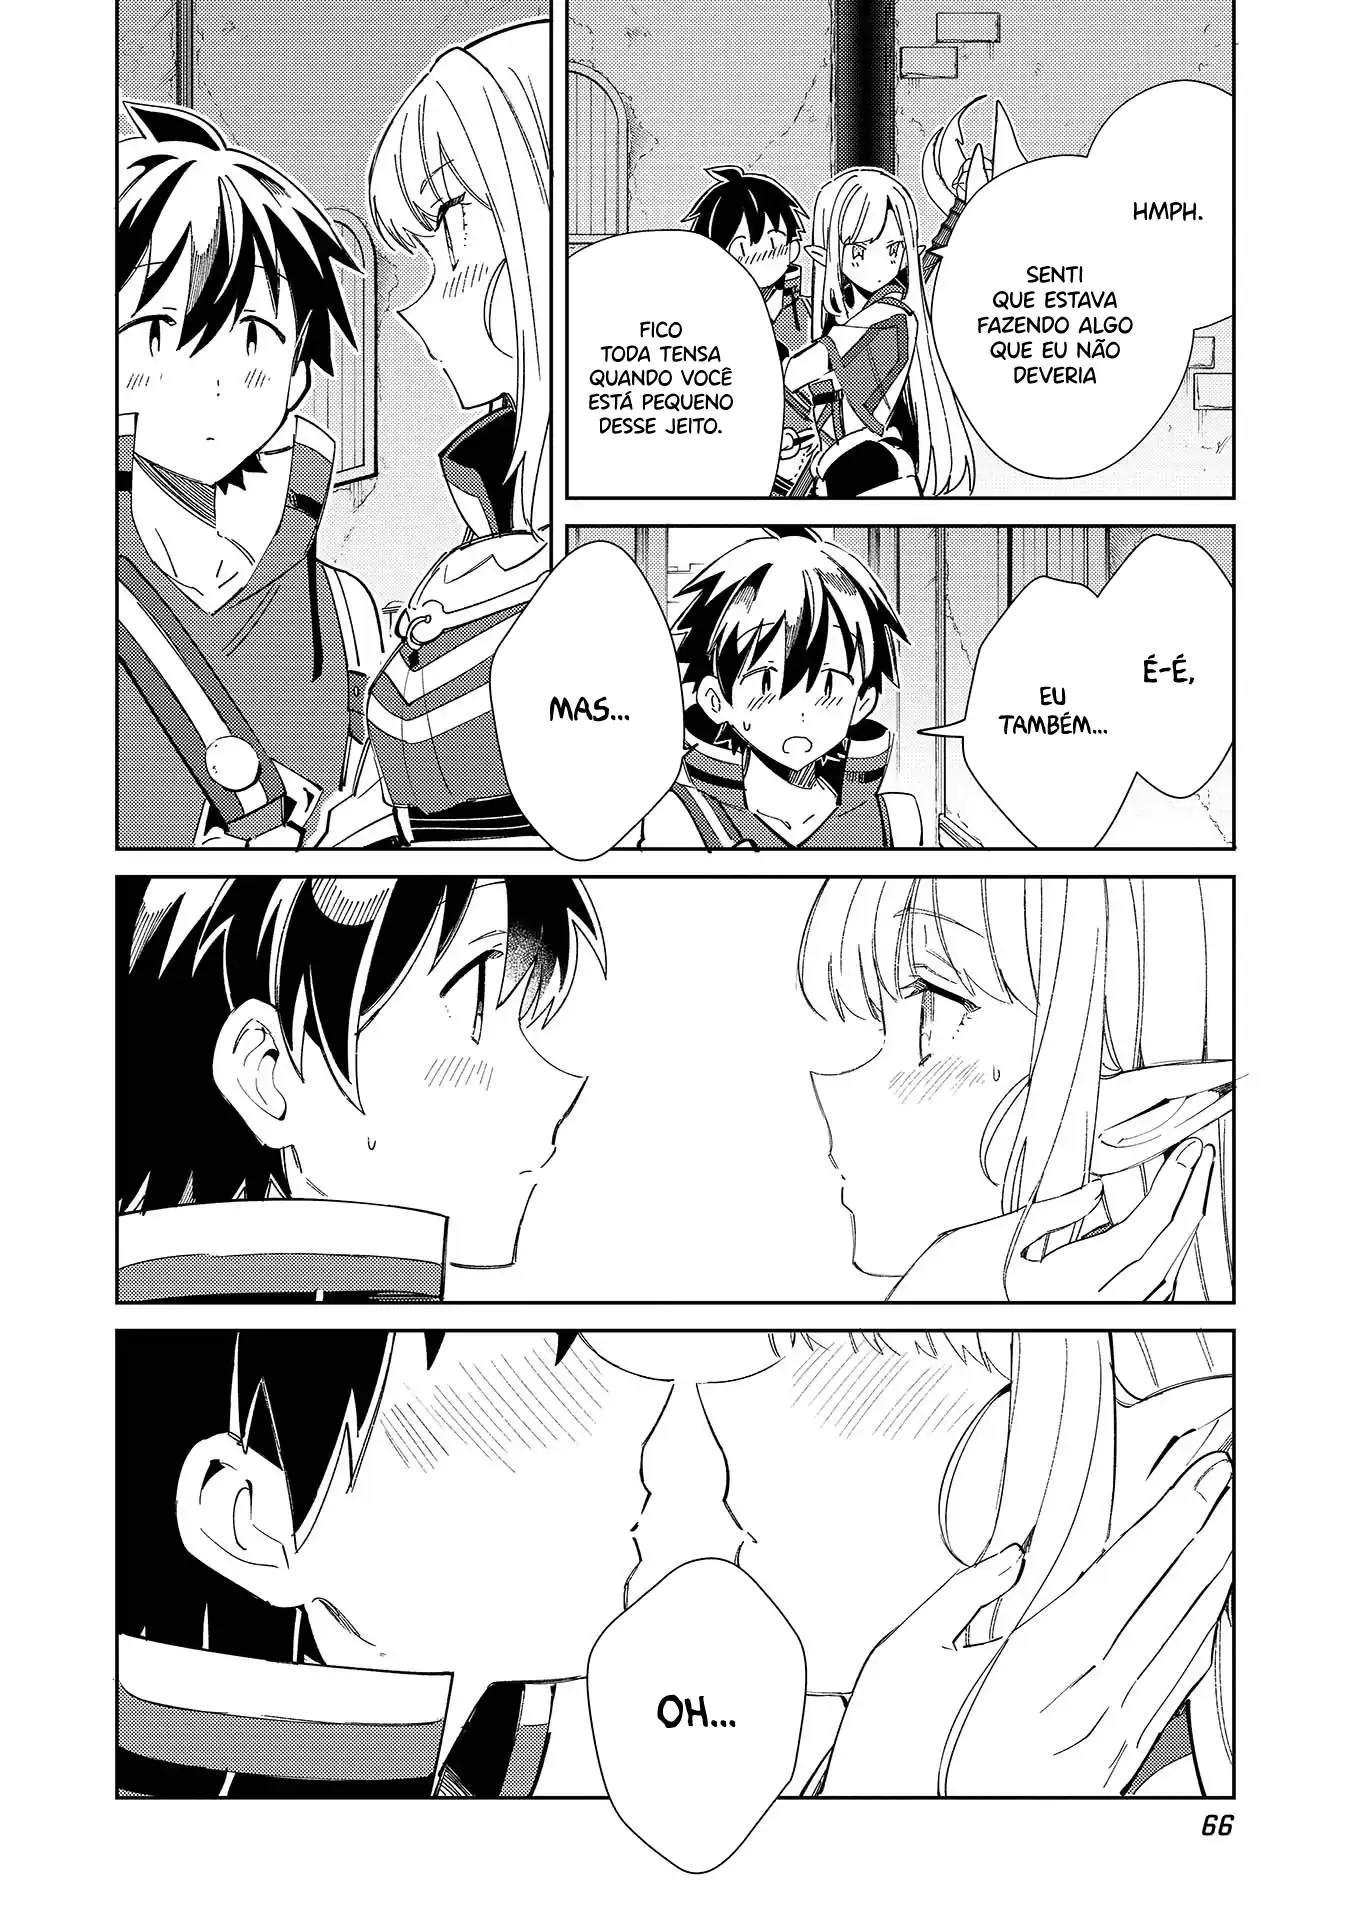 HMPH.
SENTI
QUE ESTAVA
FAZENDO ALGO
QUE EU NÃO
DEVERIA
FICO
TODA TENSA
QUANDO VOCÊ
ESTÁ PEQUENO
DESSE JEITO.
É-É,
EU
TAMBÉM...
MAS...
OH...
66